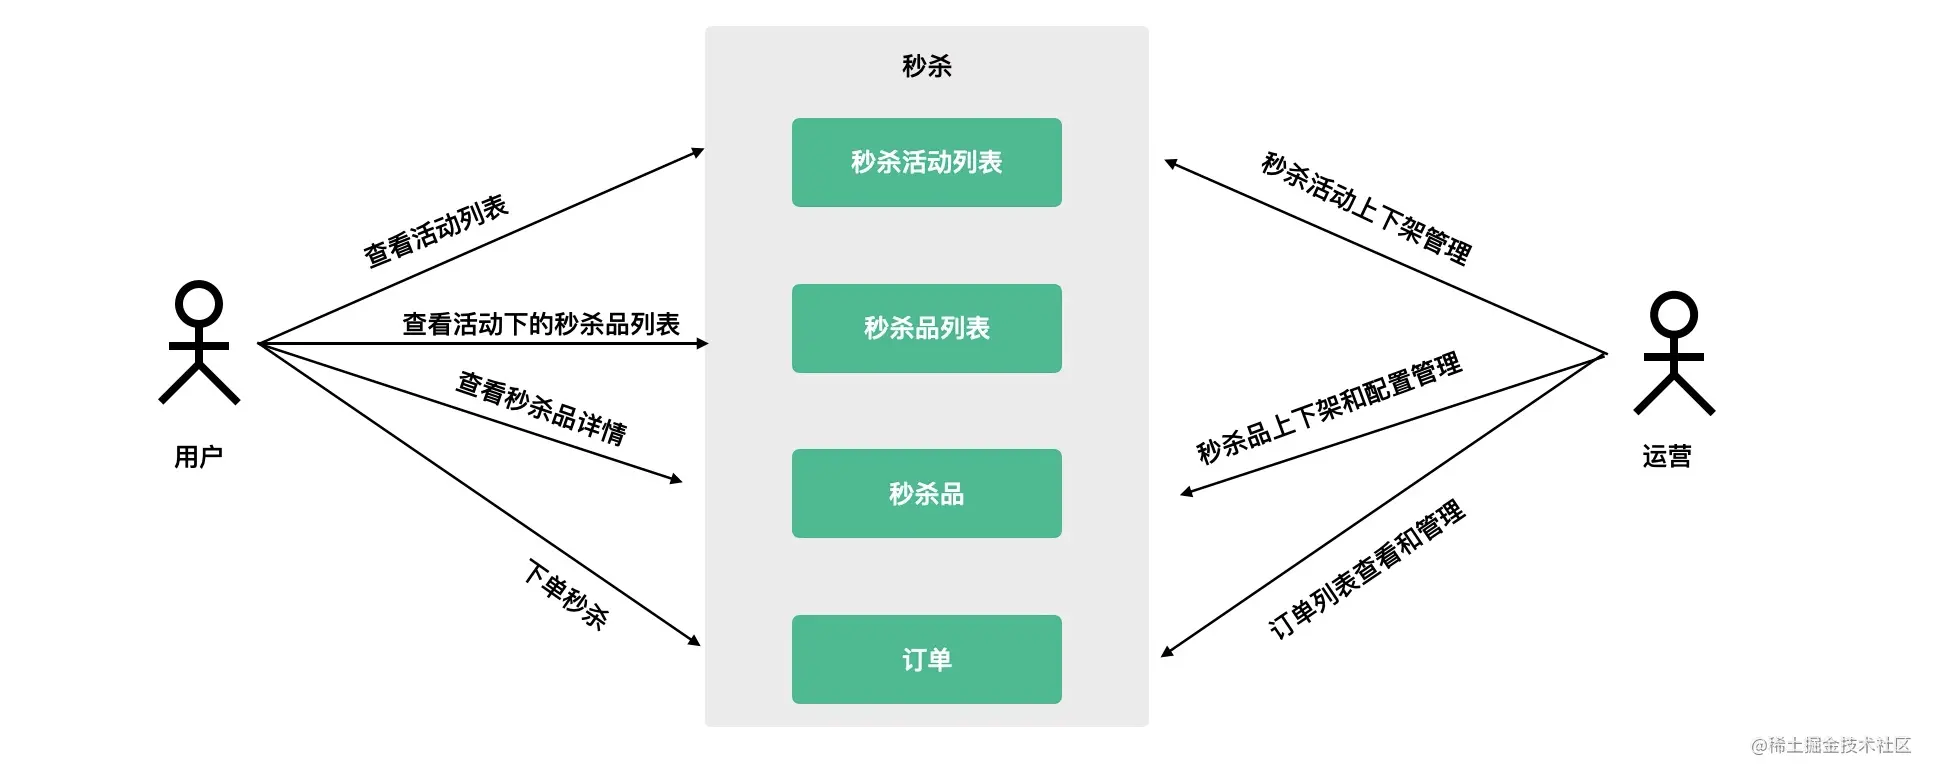 秒杀
秒杀活动列表
秒杀品列表
秒杀品
订单
查看活动列表
查看活动下的秒杀品列表
查看秒杀品详情
下单秒杀
用户
秒杀活动上下架管理
秒杀品上下架和配置管理
订单列表查看和管理
运营
@稀土掘金技术社区